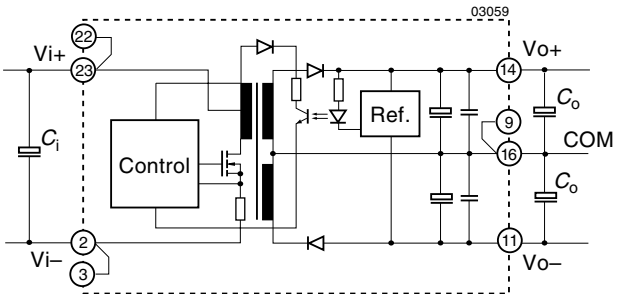 03059
22
Vi+
Vo+
23
14
Co
9
Ref.
COM
Ci
Control
16
Co
2
11
Vi–
Vo–
3